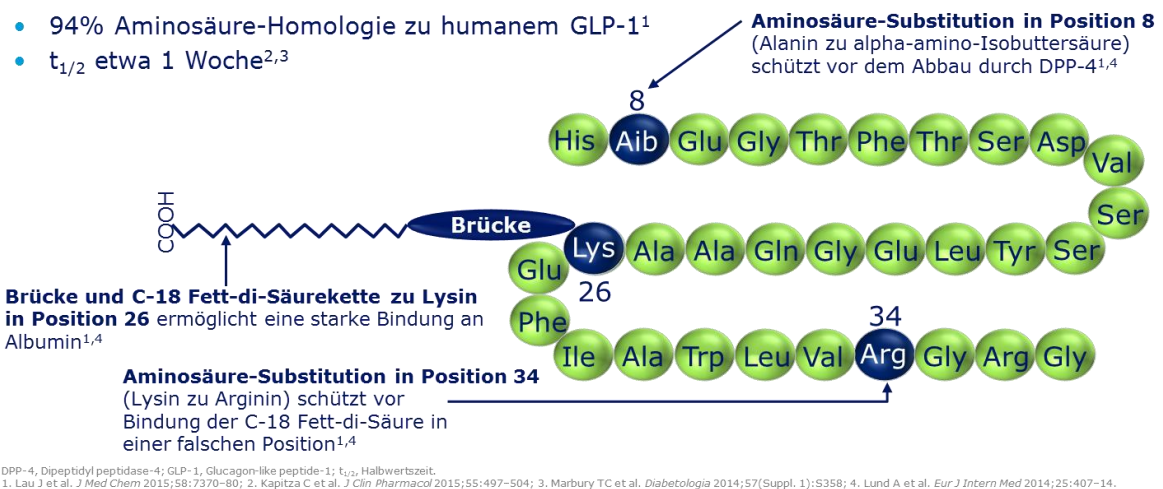 • 94% Aminosäure-Homologie zu humanem GLP-1¹
• t₁/₂ etwa 1 Woche²,³
Aminosäure-Substitution in Position 8
(Alanin zu alpha-amino-Isobuttersäure)
schützt vor dem Abbau durch DPP-4¹,⁴
8
His Aib Glu Gly Thr Phe Thr Ser Asp
Val
Ser
COOH
Brücke
Lys Ala Ala Gln Gly Glu Leu Tyr Ser
Glu
26
Phe
34
Ile Ala Trp Leu Val Arg Gly Arg Gly
Brücke und C-18 Fett-di-Säurekette zu Lysin
in Position 26 ermöglicht eine starke Bindung an
Albumin¹,⁴
Aminosäure-Substitution in Position 34
(Lysin zu Arginin) schützt vor
Bindung der C-18 Fett-di-Säure in
einer falschen Position¹,⁴
DPP-4, Dipeptidyl peptidase-4; GLP-1, Glucagon-like peptide-1; t₁/₂, Halbwertszeit.
1. Lau J et al. J Med Chem 2015;58:7370–80; 2. Kapitza C et al. J Clin Pharmacol 2015;55:497–504; 3. Marbury TC et al. Diabetologia 2014;57(Suppl. 1):S358; 4. Lund A et al. Eur J Intern Med 2014;25:407–14.